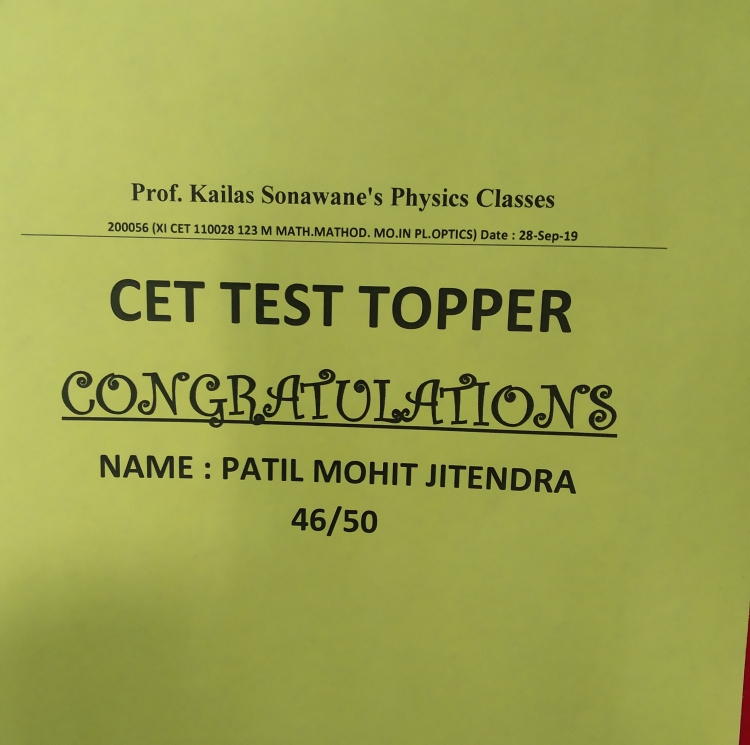 Prof. Kailas Sonawane's Physics Classes
200056 (XI CET 110028 123 M MATH.MATHOD. MO.IN PL.OPTICS) Date : 28-Sep-19
CET TEST TOPPER
CONGRATULATIONS
NAME : PATIL MOHIT JITENDRA
46/50